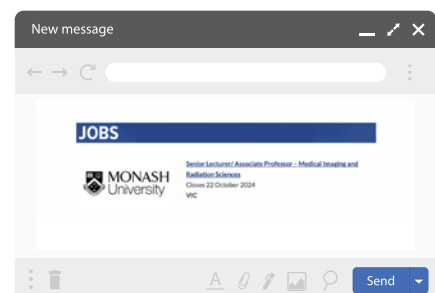 New message
JOBS
MONASH
University
Senior Lecturer/ Associate Professor – Medical Imaging and
Radiation Sciences
Closes 22 October 2024
VIC
A
Send